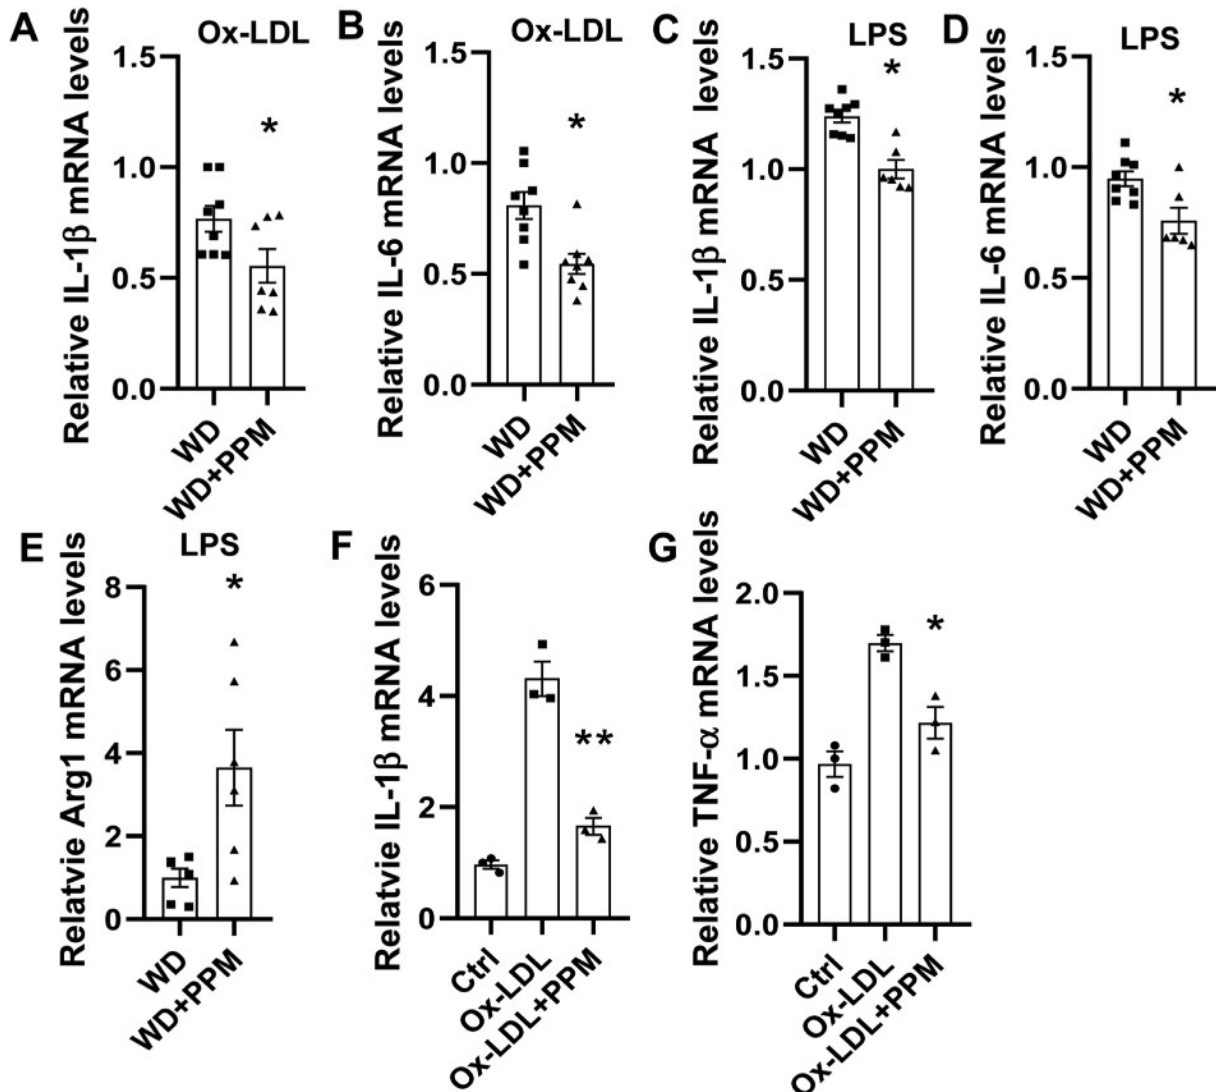 A
Ox-LDL
Relative IL-1β mRNA levels
1.5
1.0
0.5
0.0
WD
WD+PPM
B
Ox-LDL
Relative IL-6 mRNA levels
1.5
1.0
0.5
0.0
*
*
WD
WD+PPM
C
LPS
Relative IL-1β mRNA levels
1.5
1.0
0.5
0.0
*
WD
WD+PPM
D
LPS
Relative IL-6 mRNA levels
1.5
1.0
0.5
0.0
*
WD
WD+PPM
E
LPS
Relatvie Arg1 mRNA levels
8
6
4
2
0
*
WD
WD+PPM
F
Relatvie IL-1β mRNA levels
6
4
2
0
**
Ctrl
Ox-LDL
Ox-LDL+PPM
G
Relative TNF-α mRNA levels
2.0
1.5
1.0
0.5
0.0
*
Ctrl
Ox-LDL
Ox-LDL+PPM